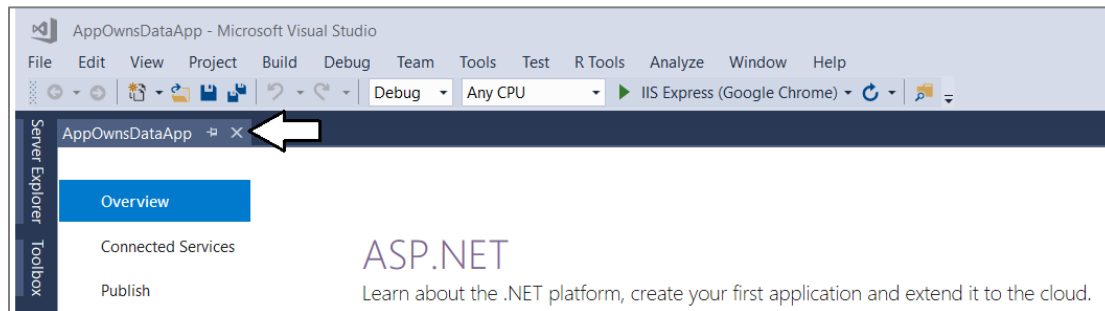 AppOwnsDataApp - Microsoft Visual Studio
File Edit View Project Build Debug Team Tools Test R Tools Analyze Window Help
Debug Any CPU IIS Express (Google Chrome)
Server Explorer
Toolbox
AppOwnsDataApp
Overview
Connected Services
Publish
ASP.NET
Learn about the .NET platform, create your first application and extend it to the cloud.